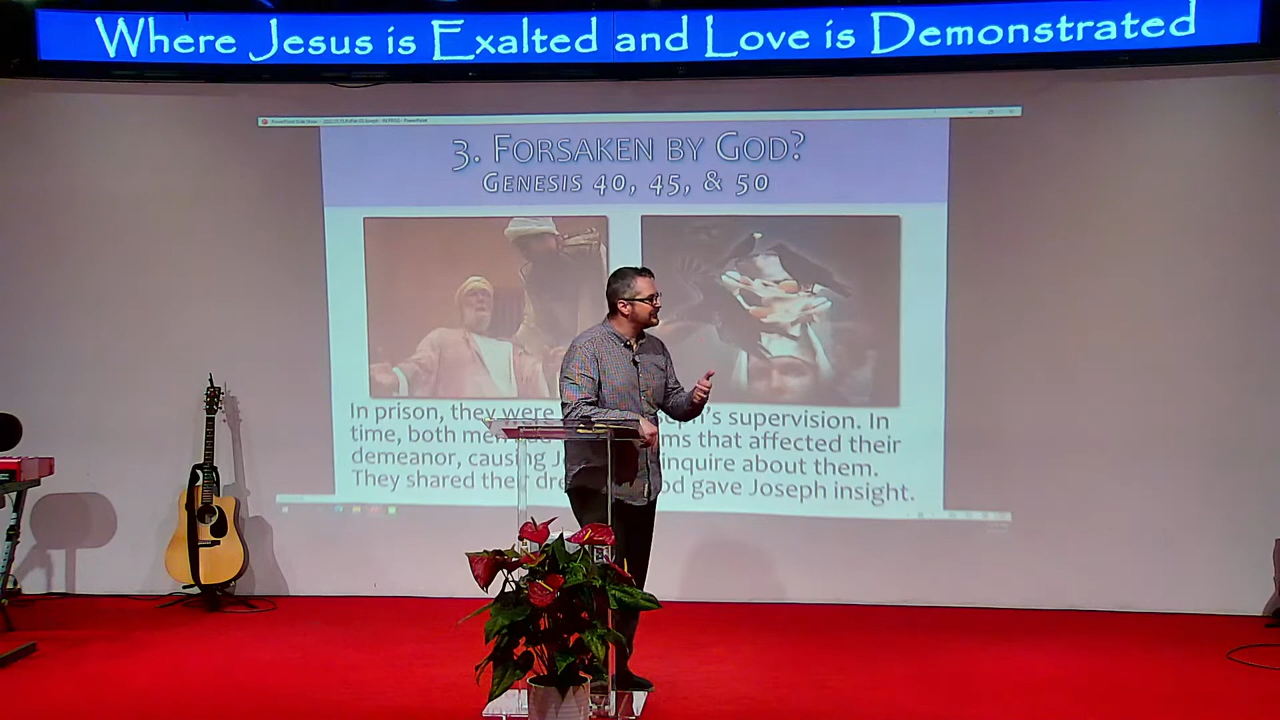 Where Jesus is Exalted and Love is Demonstrated
3. Forsaken by God?
Genesis 40, 45, & 50
In prison, they were 's supervision. In
time, both me ms that affected their
demeanor, causing J inquire about them.
They shared their dre od gave Joseph insight.